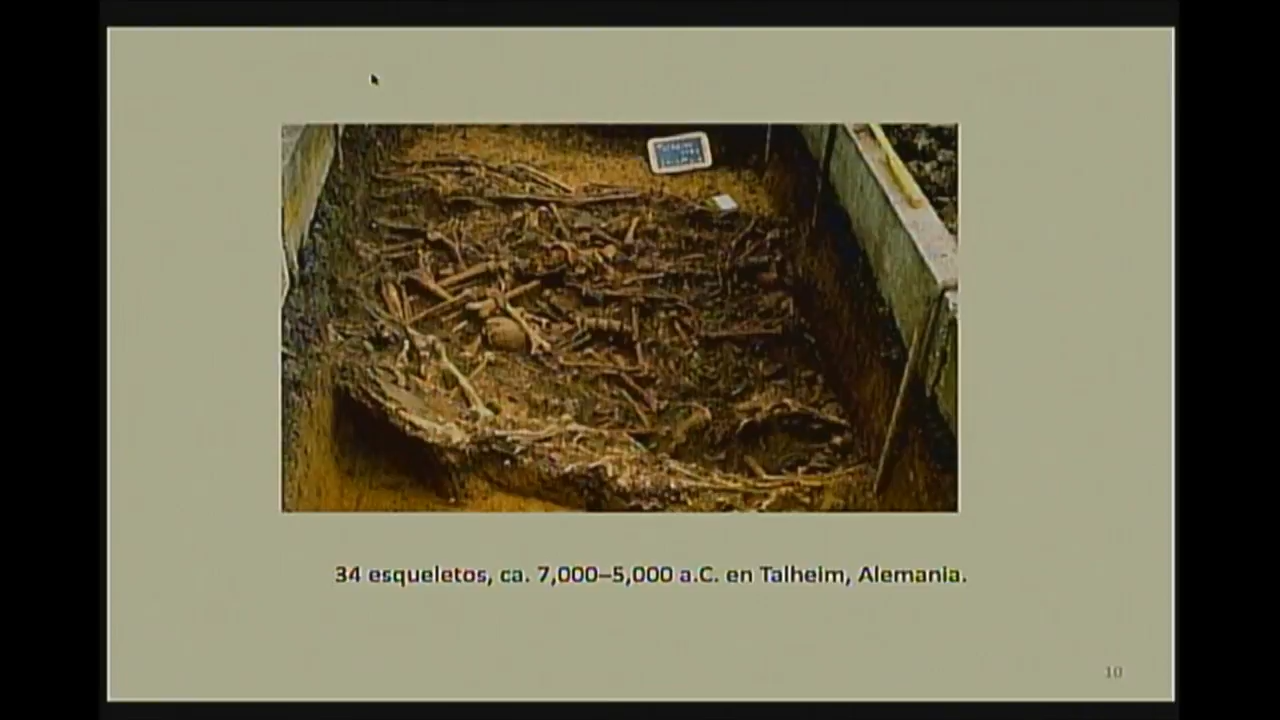 34 esqueletos, ca. 7,000–5,000 a.C. en Talheim, Alemania.
10